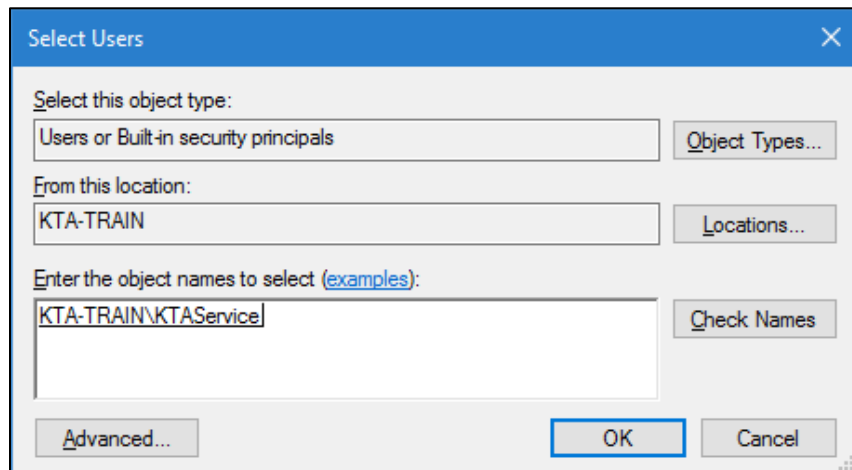 Select Users
Select this object type:
Users or Built-in security principals
Object Types...
From this location:
KTA-TRAIN
Locations...
Enter the object names to select (examples):
KTA-TRAIN\KTAService
Check Names
Advanced...
OK
Cancel